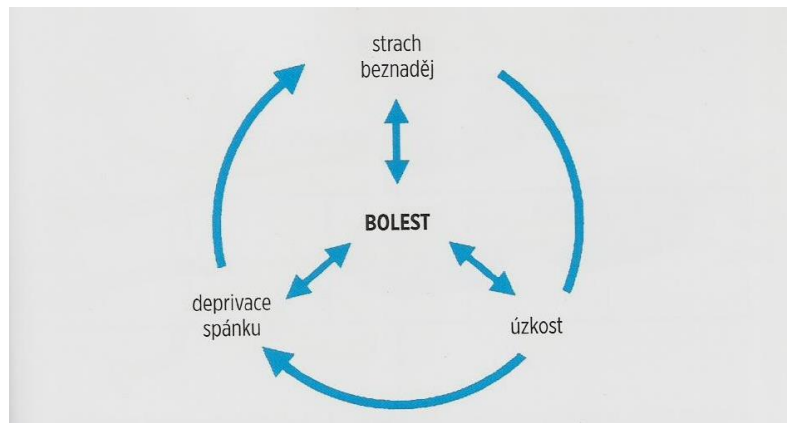 strach
beznaděj
BOLEST
deprivace
spánku
úzkost